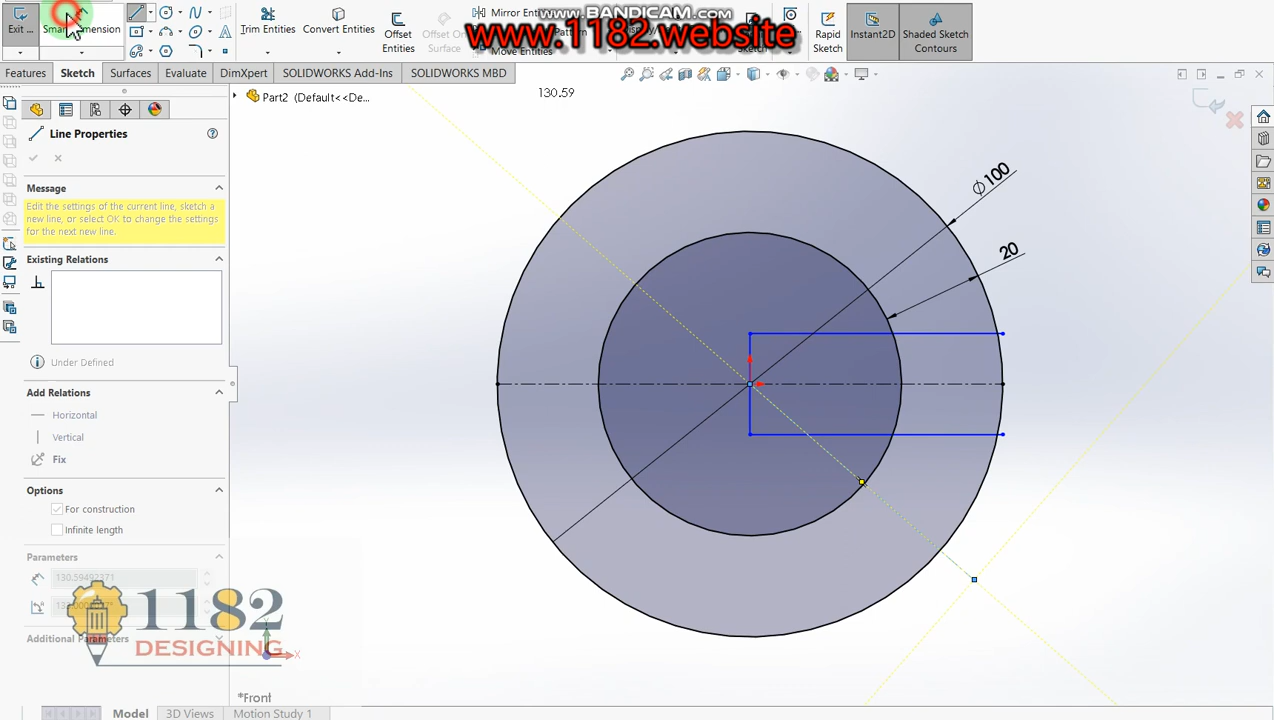 www.BANDICAM.com
www.1182.website
Exit ...
Smart Dimension
Trim Entities
Convert Entities
Offset Entities
Offset On Surface
Mirror Entities
Move Entities
Rapid Sketch
Instant2D
Shaded Sketch Contours
Features
Sketch
Surfaces
Evaluate
DimXpert
SOLIDWORKS Add-Ins
SOLIDWORKS MBD
Part2 (Default<<De...
130.59
Line Properties
Message
Edit the settings of the current line, sketch a
new line, or select OK to change the settings
for the next new line.
Existing Relations
Under Defined
Add Relations
Horizontal
Vertical
Fix
Options
For construction
Infinite length
Parameters
Additional Parameters
∅100
20
1182
DESIGNING
*Front
Model
3D Views
Motion Study 1